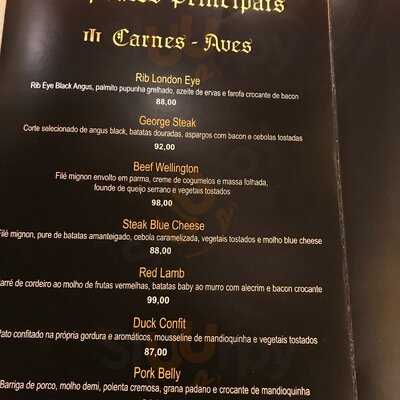 Principais
Carnes - Aves
Rib London Eye
Rib Eye Black Angus, palmito pupunha grelhado, azeite de ervas e farofa crocante de bacon
88,00
George Steak
Corte selecionado de angus black, batatas douradas, aspargos com bacon e cebolas tostadas
92,00
Beef Wellington
Filé mignon envolto em parma, creme de cogumelos e massa folhada,
founde de queijo serrano e vegetais tostados
98,00
Steak Blue Cheese
Filé mignon, pure de batatas amanteigado, cebola caramelizada, vegetais tostados e molho blue cheese
88,00
Red Lamb
arré de cordeiro ao molho de frutas vermelhas, batatas baby ao murro com alecrim e bacon crocante
99,00
Duck Confit
ato confitado na própria gordura e aromáticos, mousseline de mandioquinha e vegetais tostados
87,00
Pork Belly
Barriga de porco, molho demi, polenta cremosa, grana padano e crocante de mandioquinha